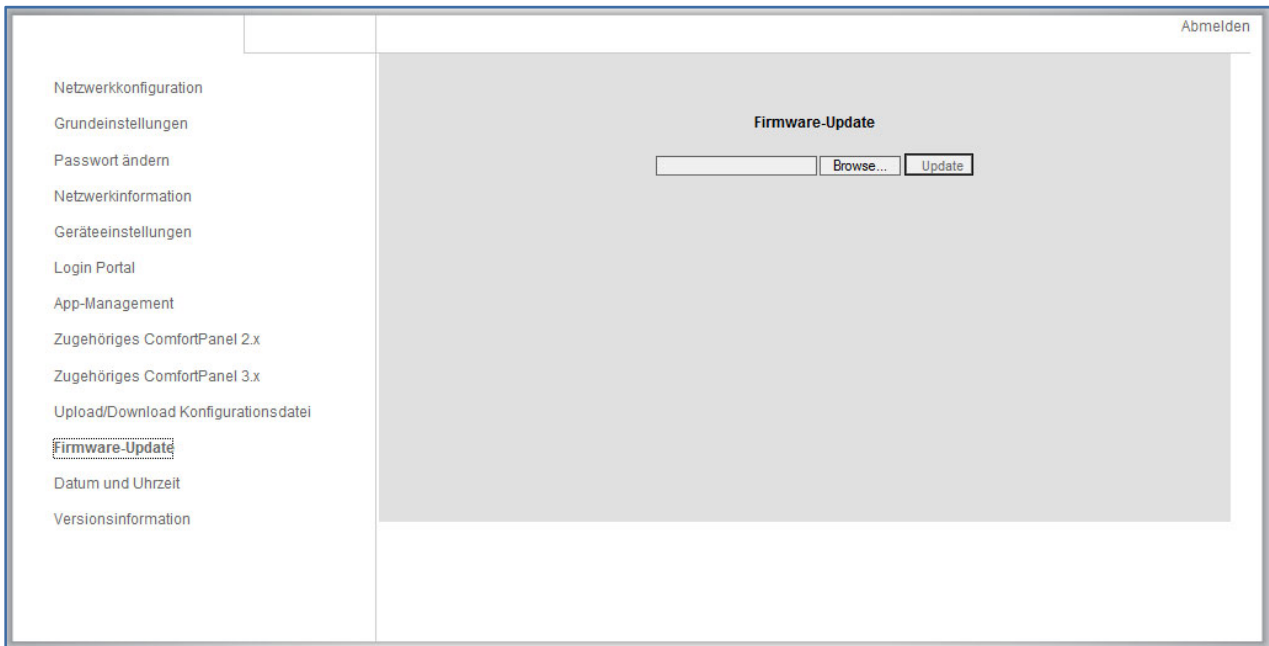 Abmelden
Netzwerkkonfiguration
Grundeinstellungen
Passwort ändern
Netzwerkinformation
Geräteeinstellungen
Login Portal
App-Management
Zugehöriges ComfortPanel 2.x
Zugehöriges ComfortPanel 3.x
Upload/Download Konfigurationsdatei
Firmware-Update
Datum und Uhrzeit
Versionsinformation
Firmware-Update
Browse... Update